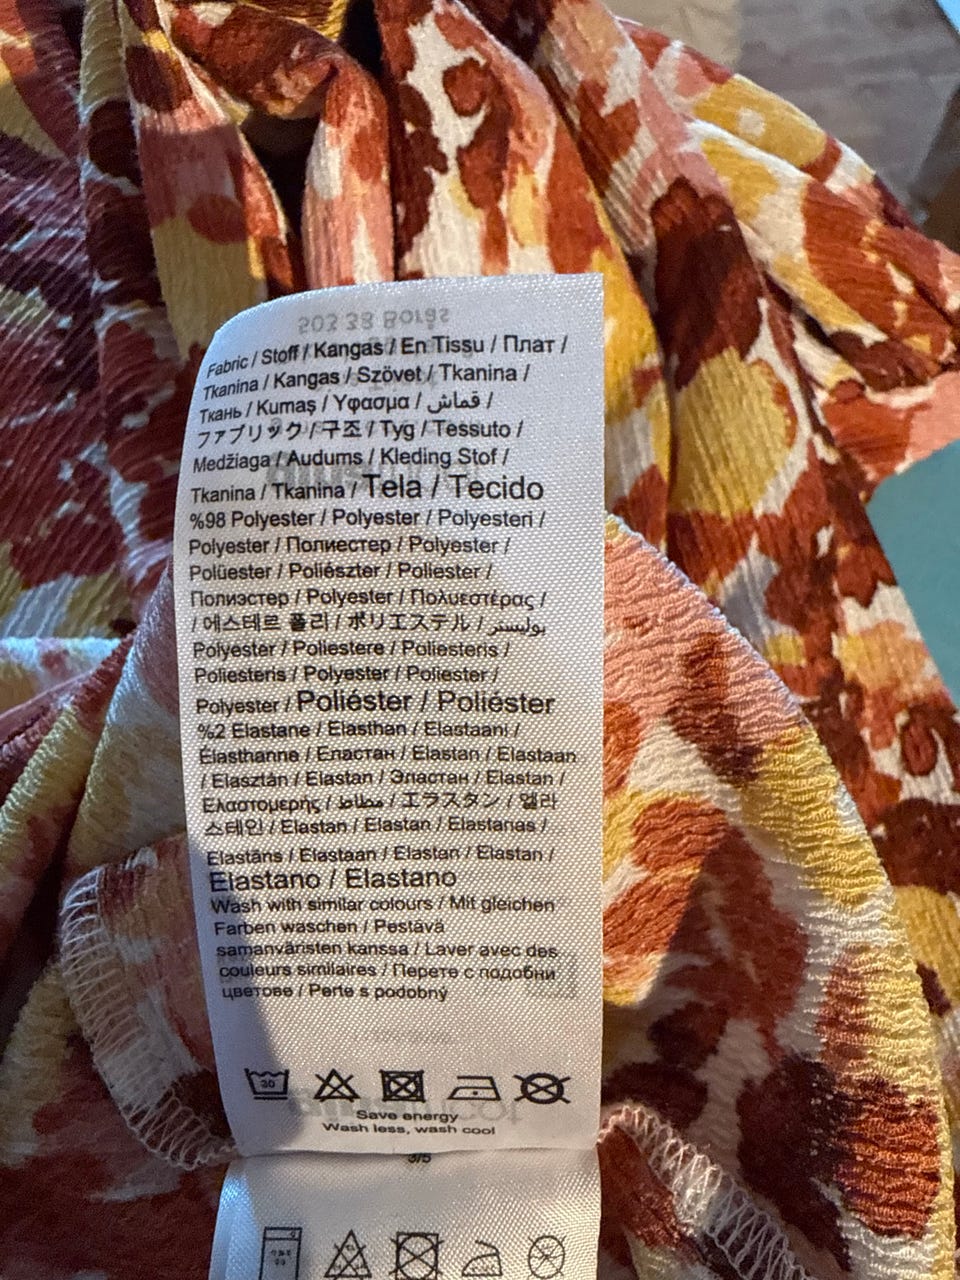 503 38 Borås
Fabric / Stoff / Kangas / En Tissu / Плат /
Tkanina / Kangas / Szövet / Tkanina /
Ткань / Kumaş / Υφασμα / قماش /
ファブリック / 구조 / Tyg / Tessuto /
Medžiaga / Audums / Kleding Stof /
Tkanina / Tkanina / Tela / Tecido
%98 Polyester / Polyester / Polyesteri /
Polyester / Полиестер / Polyester /
Polüester / Poliészter / Poliester /
Полиэстер / Polyester / Πολυεστέρας /
/ 에스테르 폴리 / ポリエステル / بوليستر
Polyester / Poliestere / Poliesteris /
Poliesteris / Polyester / Poliester /
Polyester / Poliéster / Poliéster
%2 Elastane / Elasthan / Elastaani /
Élasthanne / Еластан / Elastan / Elastaan
/ Elasztán / Elastan / Эластан / Elastan /
Ελαστομερής / مطاط / エラスタン / 엘라
스테인 / Elastan / Elastan / Elastanas /
Elastāns / Elastaan / Elastan / Elastan /
Elastano / Elastano
Wash with similar colours / Mit gleichen
Farben waschen / Pestävä
samanväristen kanssa / Laver avec des
couleurs similaires / Перете с подобни
цветове / Perte s podobný
30
Save energy
Wash less, wash cool
3/5